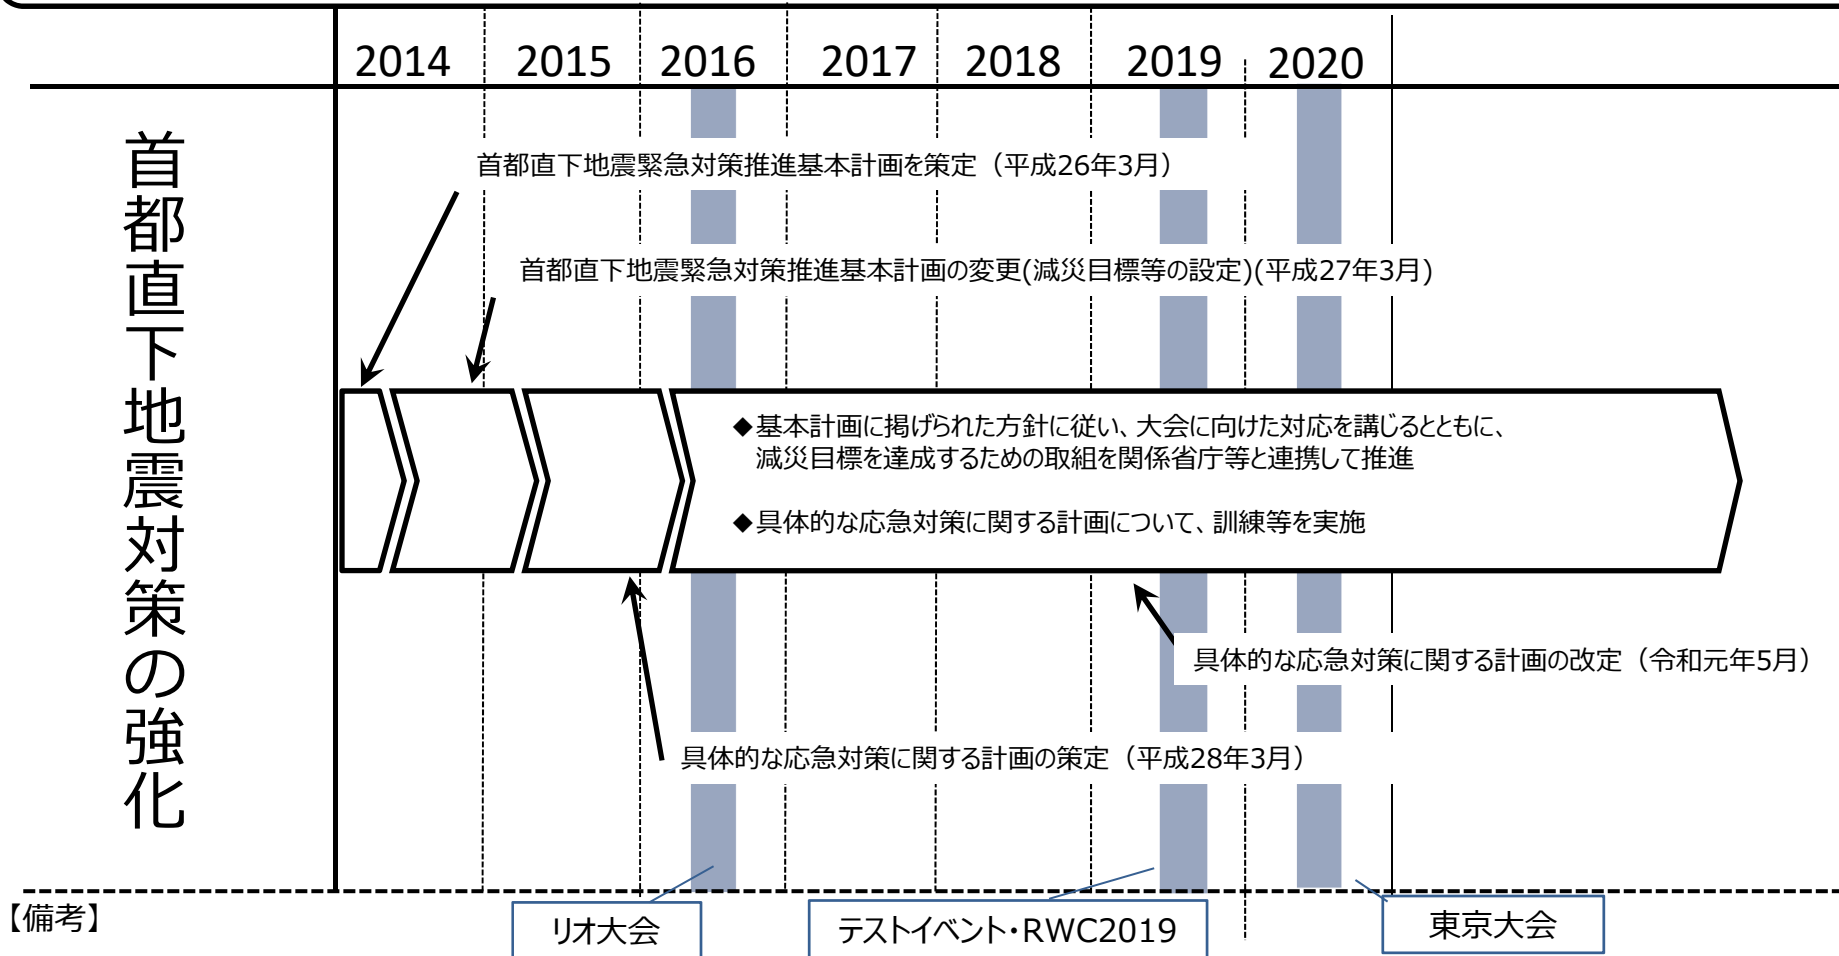 2014 2015 2016 2017 2018 2019 2020
首都直下地震対策の強化
首都直下地震緊急対策推進基本計画を策定（平成26年3月）
首都直下地震緊急対策推進基本計画の変更(減災目標等の設定)(平成27年3月)
◆基本計画に掲げられた方針に従い、大会に向けた対応を講じるとともに、
減災目標を達成するための取組を関係省庁等と連携して推進
◆具体的な応急対策に関する計画について、訓練等を実施
具体的な応急対策に関する計画の改定（令和元年5月）
具体的な応急対策に関する計画の策定（平成28年3月）
【備考】
リオ大会
テストイベント・RWC2019
東京大会